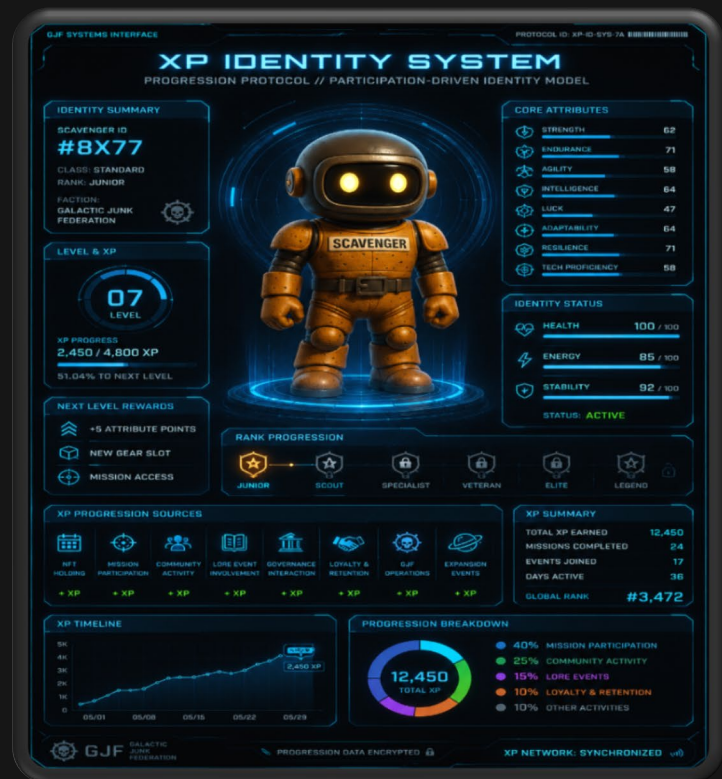 GJF SYSTEMS INTERFACE
PROTOCOL ID: XP-ID-SYS-7A
XP IDENTITY SYSTEM
PROGRESSION PROTOCOL // PARTICIPATION-DRIVEN IDENTITY MODEL
IDENTITY SUMMARY
SCAVENGER ID
#8X77
CLASS: STANDARD
RANK: JUNIOR
FACTION:
GALACTIC JUNK
FEDERATION
LEVEL & XP
07
LEVEL
XP PROGRESS
2,450 / 4,800 XP
51.04% TO NEXT LEVEL
NEXT LEVEL REWARDS
+5 ATTRIBUTE POINTS
NEW GEAR SLOT
MISSION ACCESS
SCAVENGER
CORE ATTRIBUTES
STRENGTH 62
ENDURANCE 71
AGILITY 58
INTELLIGENCE 64
LUCK 47
ADAPTABILITY 64
RESILIENCE 71
TECH PROFICIENCY 58
IDENTITY STATUS
HEALTH 100 / 100
ENERGY 85 / 100
STABILITY 92 / 100
STATUS: ACTIVE
RANK PROGRESSION
JUNIOR SCOUT SPECIALIST VETERAN ELITE LEGEND
XP PROGRESSION SOURCES
NFT HOLDING
MISSION PARTICIPATION
COMMUNITY ACTIVITY
LORE EVENT INVOLVEMENT
GOVERNANCE INTERACTION
LOYALTY & RETENTION
GJF OPERATIONS
EXPANSION EVENTS
+ XP + XP + XP + XP + XP + XP + XP + XP
XP SUMMARY
TOTAL XP EARNED 12,450
MISSIONS COMPLETED 24
EVENTS JOINED 17
DAYS ACTIVE 36
GLOBAL RANK #3,472
XP TIMELINE
5K
4K
3K
2K
1K
0
2,450 XP
05/01 05/08 05/15 05/22 05/29
PROGRESSION BREAKDOWN
12,450
TOTAL XP
40% MISSION PARTICIPATION
25% COMMUNITY ACTIVITY
15% LORE EVENTS
10% LOYALTY & RETENTION
10% OTHER ACTIVITIES
GJF GALACTIC
JUNK
FEDERATION
PROGRESSION DATA ENCRYPTED
XP NETWORK: SYNCHRONIZED